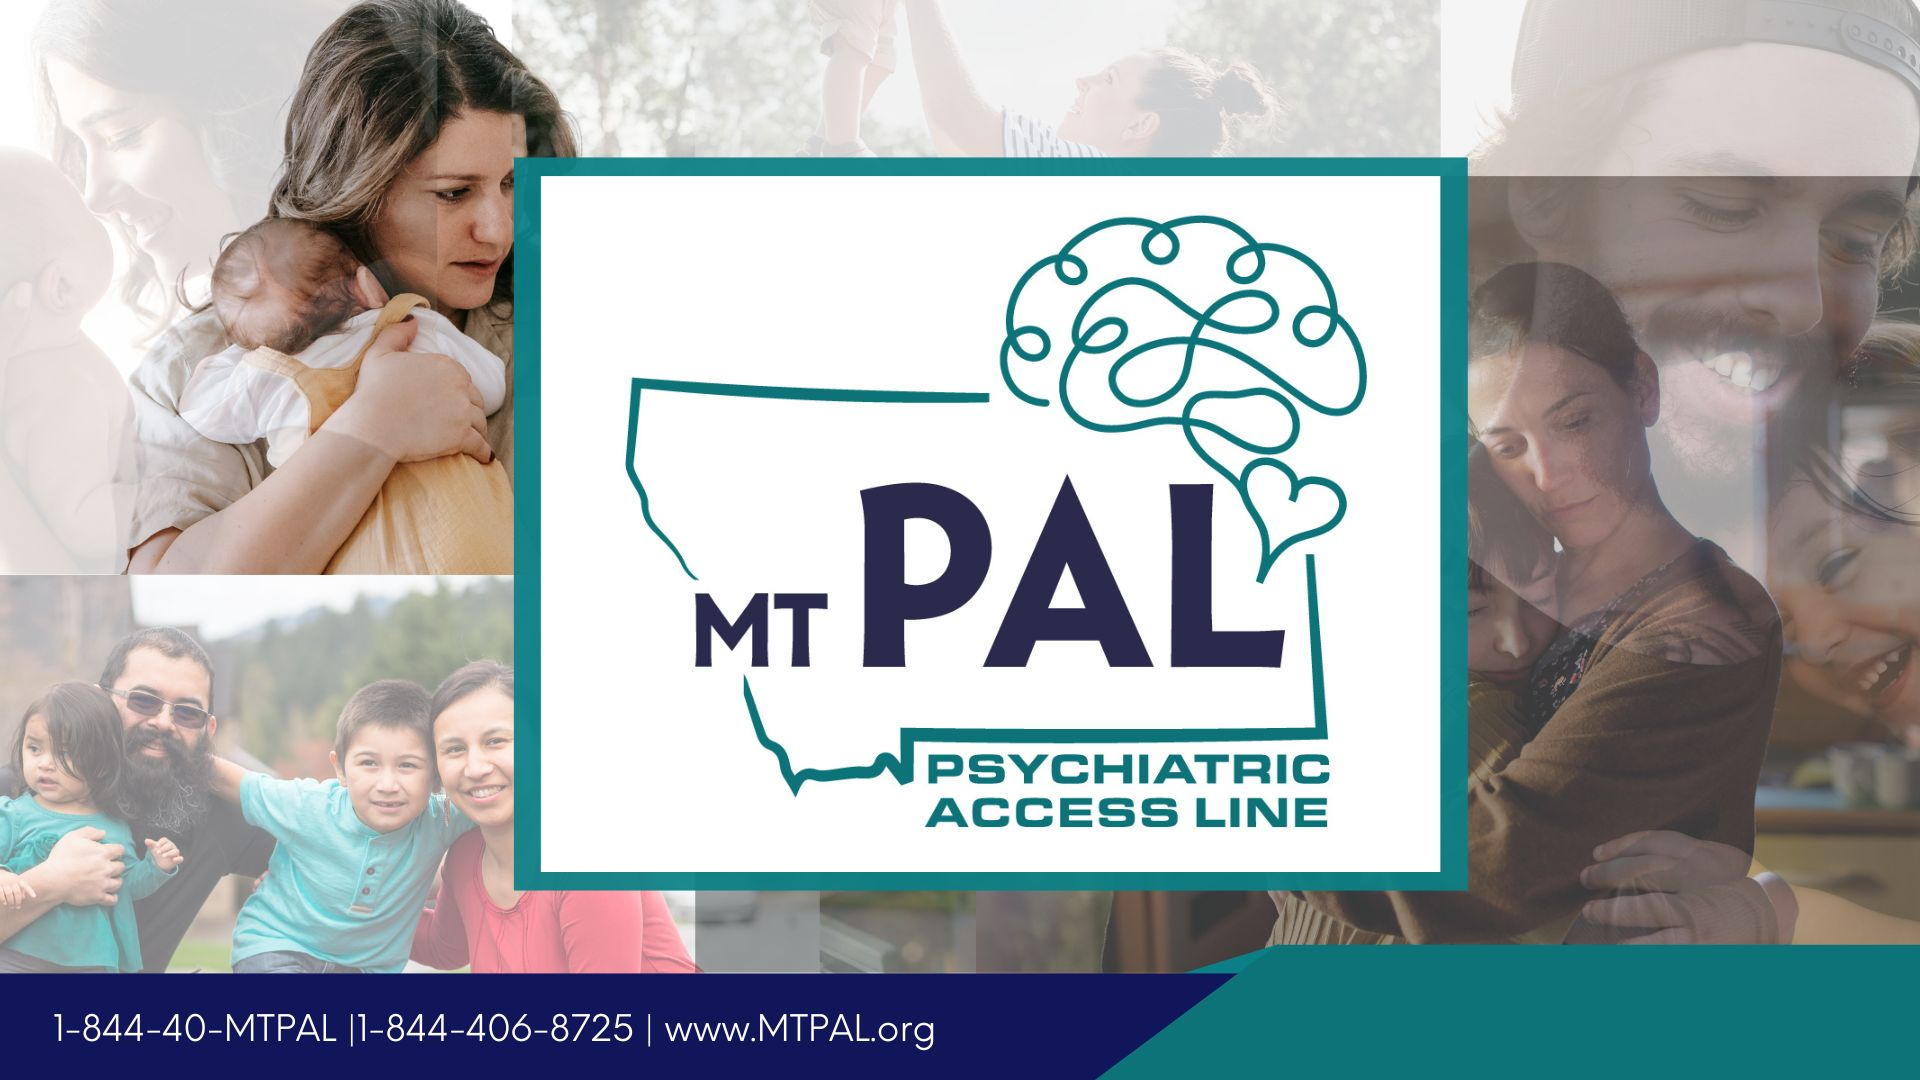 MT PAL
PSYCHIATRIC
ACCESS LINE
1-844-40-MTPAL |1-844-406-8725 | www.MTPAL.org